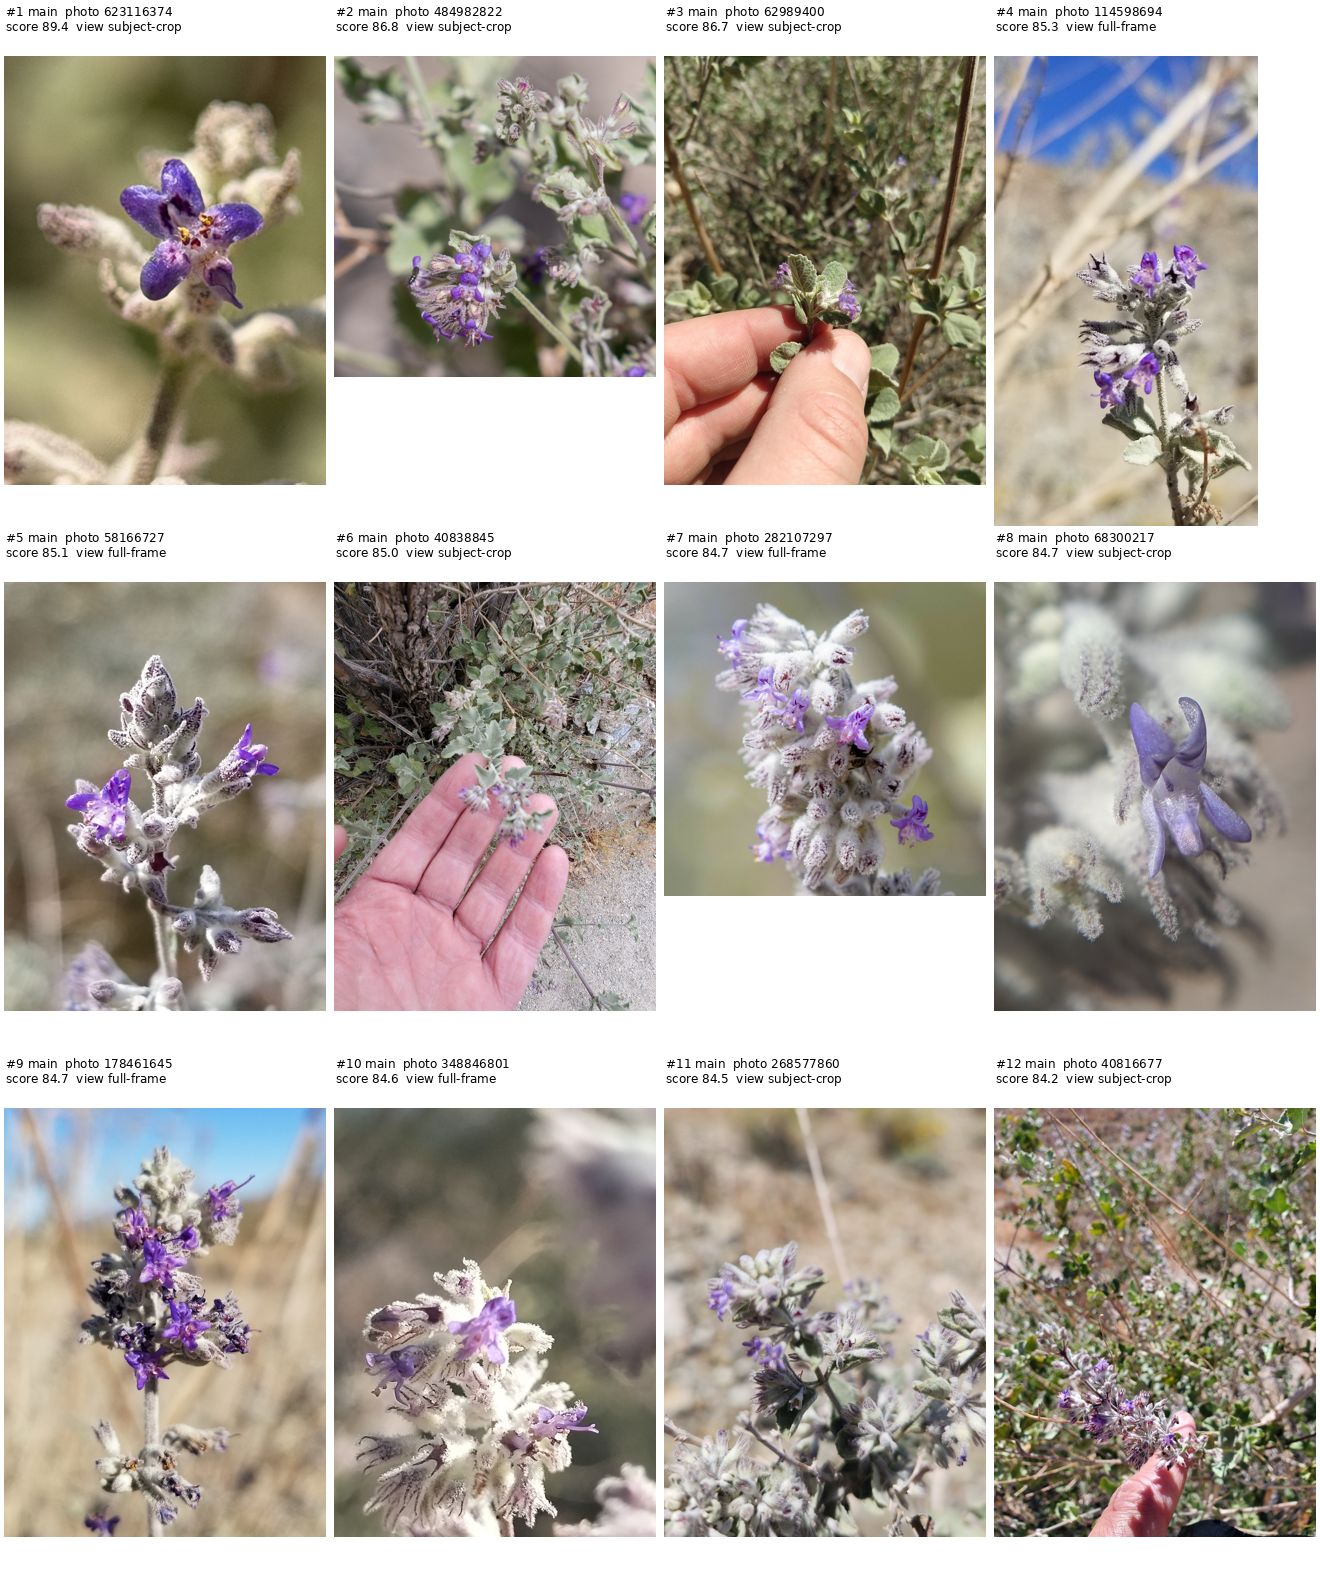 #1 main photo 623116374
score 89.4 view subject-crop
#2 main photo 484982822
score 86.8 view subject-crop
#3 main photo 62989400
score 86.7 view subject-crop
#4 main photo 114598694
score 85.3 view full-frame
#5 main photo 58166727
score 85.1 view full-frame
#6 main photo 40838845
score 85.0 view subject-crop
#7 main photo 282107297
score 84.7 view full-frame
#8 main photo 68300217
score 84.7 view subject-crop
#9 main photo 178461645
score 84.7 view full-frame
#10 main photo 348846801
score 84.6 view full-frame
#11 main photo 268577860
score 84.5 view subject-crop
#12 main photo 40816677
score 84.2 view subject-crop